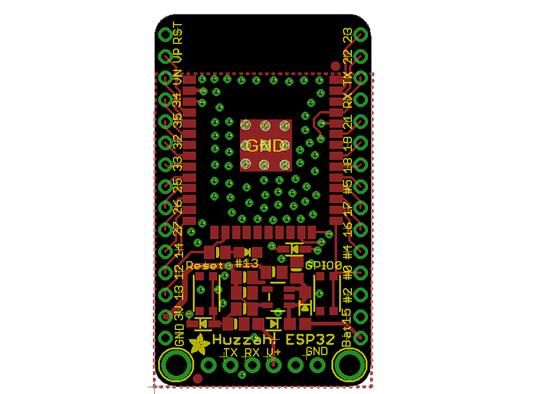 RST
VP
VN
34
35
32
33
25
26
27
14
12
13
3V
GND
23
22
TX
RX
21
19
18
#5
17
16
#4
#0
#2
15
Bat
GND
Reset
#13
GPIO0
Huzzah! ESP32
TX RX V+ GND